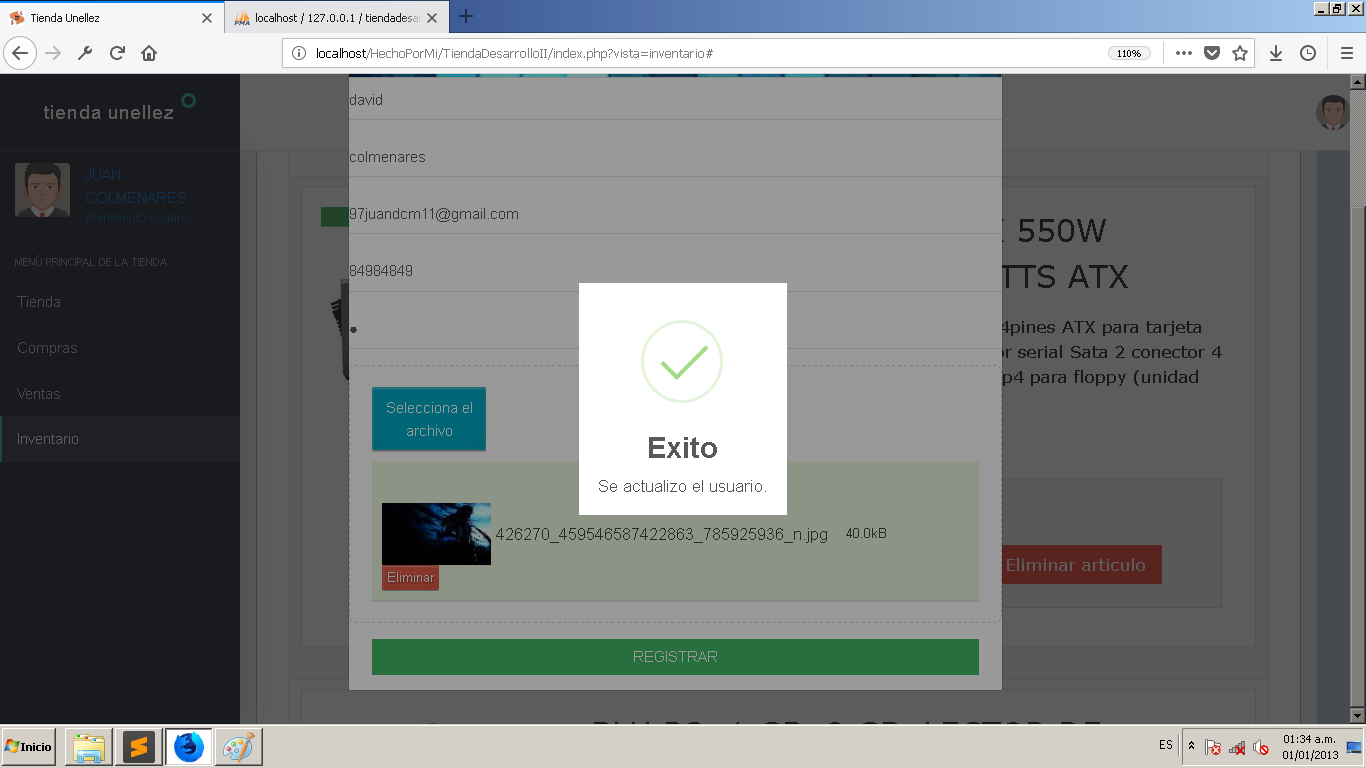 Tienda Unellez
PMA
localhost / 127.0.0.1 / tiendadesar
localhost/HechoPorMi/TiendaDesarrolloII/index.php?vista=inventario#
110%
tienda unellez
JUAN
COLMENARES
Bienvenido usuario
MENÚ PRINCIPAL DE LA TIENDA
Tienda
Compras
Ventas
Inventario
david
colmenares
97juandcm11@gmail.com
84984849
Selecciona el
archivo
426270_459546587422863_785925936_n.jpg
40.0kB
Eliminar
REGISTRAR
Exito
Se actualizo el usuario.
550W
TTS ATX
4pines ATX para tarjeta
or serial Sata 2 conector 4
p4 para floppy (unidad
Eliminar articulo
Inicio
ES
01:34 a.m.
01/01/2013